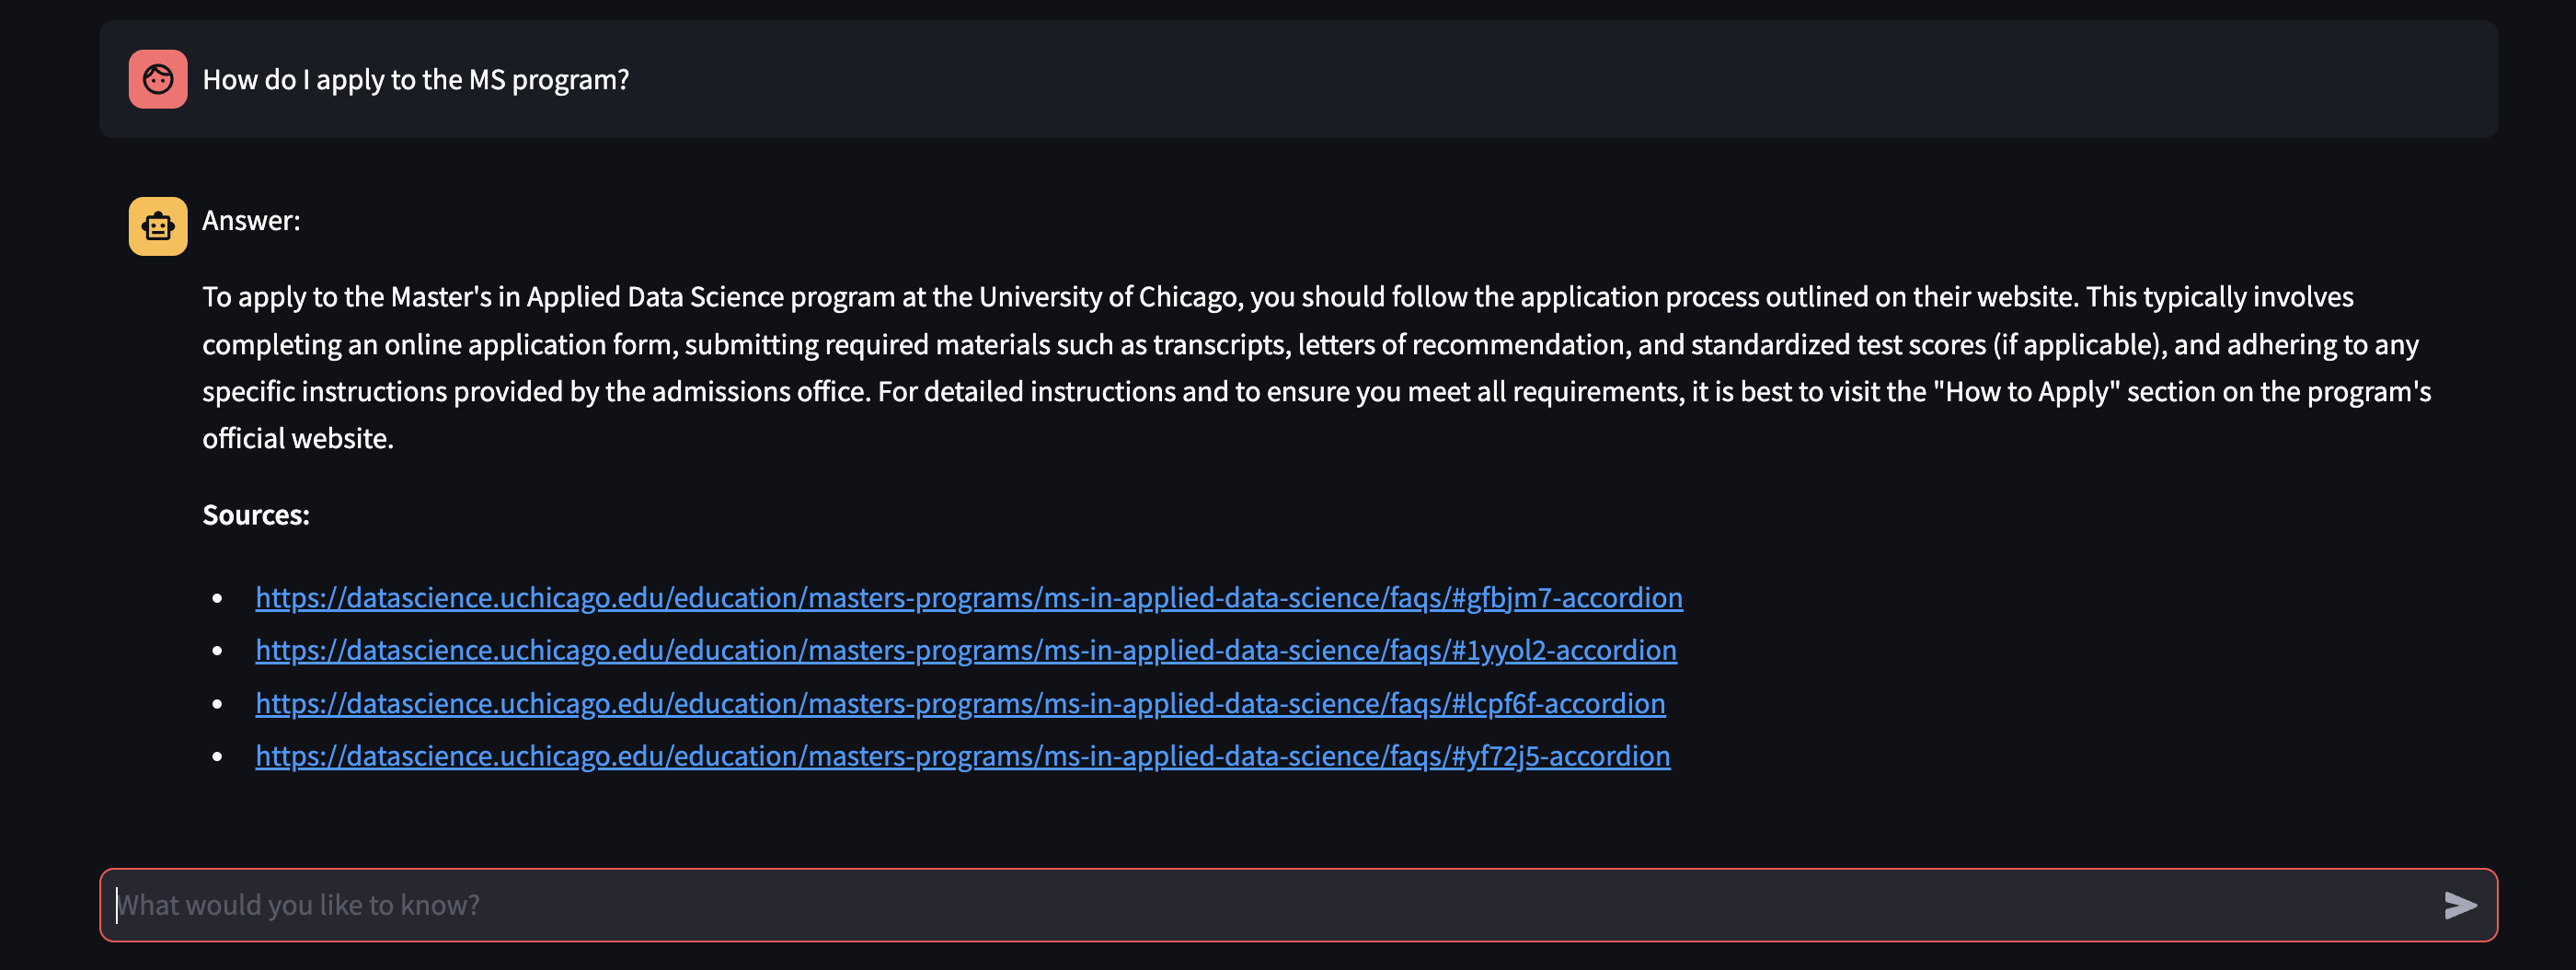 How do I apply to the MS program?
Answer:
To apply to the Master's in Applied Data Science program at the University of Chicago, you should follow the application process outlined on their website. This typically involves
completing an online application form, submitting required materials such as transcripts, letters of recommendation, and standardized test scores (if applicable), and adhering to any
specific instructions provided by the admissions office. For detailed instructions and to ensure you meet all requirements, it is best to visit the "How to Apply" section on the program's
official website.
Sources:
• https://datascience.uchicago.edu/education/masters-programs/ms-in-applied-data-science/faqs/#gfbjm7-accordion
• https://datascience.uchicago.edu/education/masters-programs/ms-in-applied-data-science/faqs/#1yyol2-accordion
• https://datascience.uchicago.edu/education/masters-programs/ms-in-applied-data-science/faqs/#lcpf6f-accordion
• https://datascience.uchicago.edu/education/masters-programs/ms-in-applied-data-science/faqs/#yf72j5-accordion
What would you like to know?